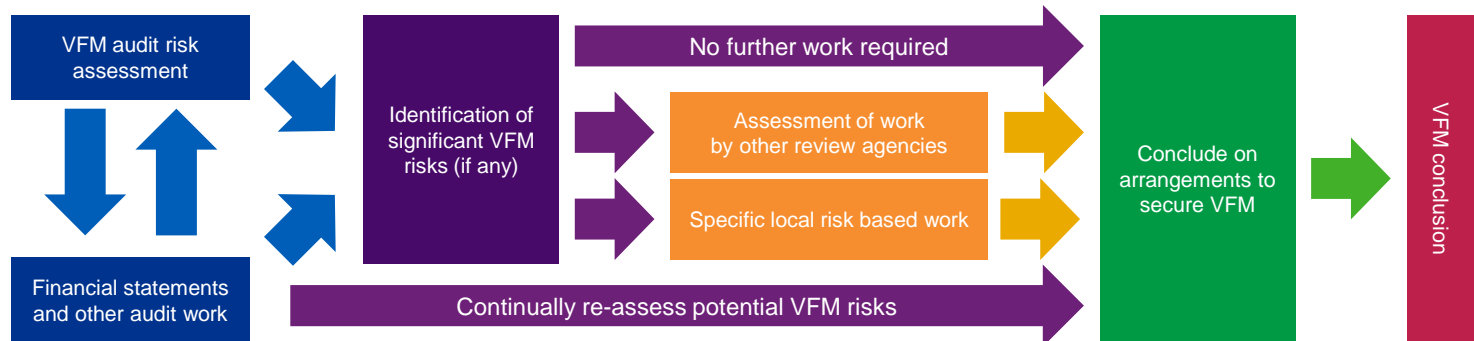 VFM audit risk
assessment
Financial statements
and other audit work
Identification of
significant VFM
risks (if any)
No further work required
Assessment of work
by other review agencies
Specific local risk based work
Continually re-assess potential VFM risks
Conclude on
arrangements to
secure VFM
VFM conclusion